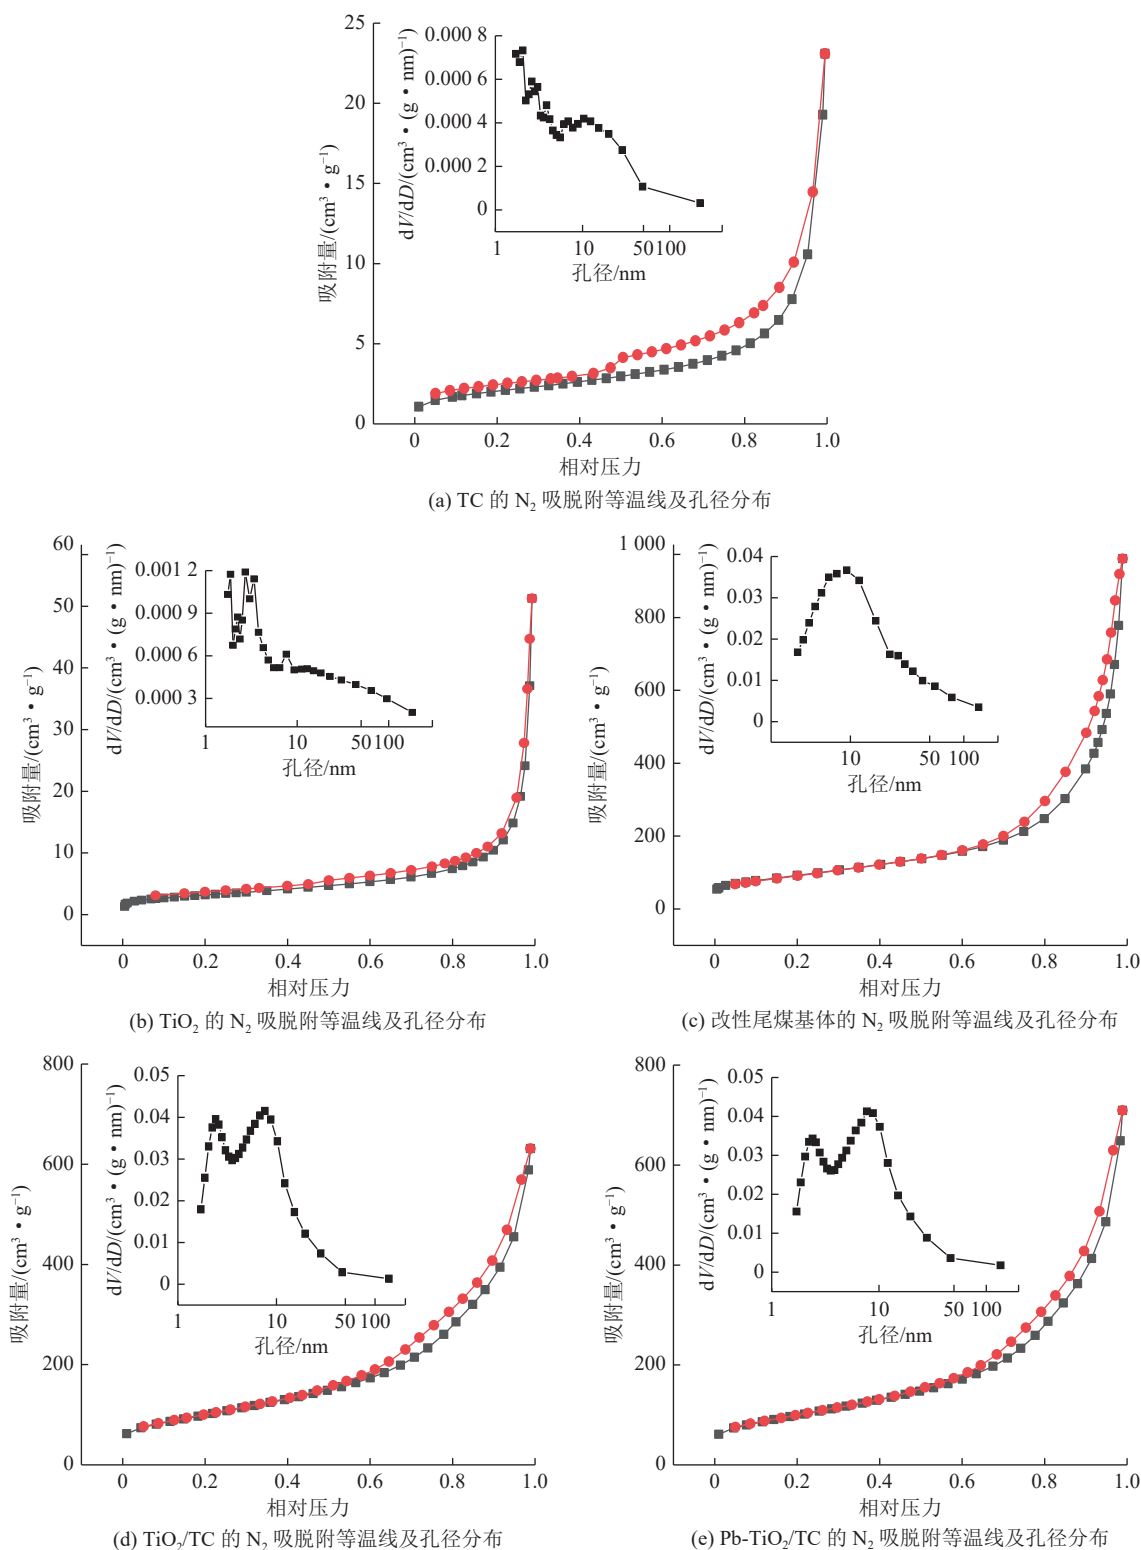 25
20
15
10
5
0
吸附量/(cm³·g⁻¹)
0.000 8
0.000 6
0.000 4
0.000 2
0
dV/dD/(cm³·(g·nm)⁻¹)
1 10 50 100
孔径/nm
0 0.2 0.4 0.6 0.8 1.0
相对压力
(a) TC 的 N₂ 吸脱附等温线及孔径分布
60
50
40
30
20
10
0
吸附量/(cm³·g⁻¹)
0.001 2
0.000 9
0.000 6
0.000 3
dV/dD/(cm³·(g·nm)⁻¹)
1 10 50 100
孔径/nm
0 0.2 0.4 0.6 0.8 1.0
相对压力
(b) TiO₂ 的 N₂ 吸脱附等温线及孔径分布
1 000
800
600
400
200
0
吸附量/(cm³·g⁻¹)
0.04
0.03
0.02
0.01
0
dV/dD/(cm³·(g·nm)⁻¹)
10 50 100
孔径/nm
0 0.2 0.4 0.6 0.8 1.0
相对压力
(c) 改性尾煤基体的 N₂ 吸脱附等温线及孔径分布
800
600
400
200
0
吸附量/(cm³·g⁻¹)
0.05
0.04
0.03
0.02
0.01
0
dV/dD/(cm³·(g·nm)⁻¹)
1 10 50 100
孔径/nm
0 0.2 0.4 0.6 0.8 1.0
相对压力
(d) TiO₂/TC 的 N₂ 吸脱附等温线及孔径分布
800
600
400
200
0
吸附量/(cm³·g⁻¹)
0.05
0.04
0.03
0.02
0.01
0
dV/dD/(cm³·(g·nm)⁻¹)
1 10 50 100
孔径/nm
0 0.2 0.4 0.6 0.8 1.0
相对压力
(e) Pb-TiO₂/TC 的 N₂ 吸脱附等温线及孔径分布